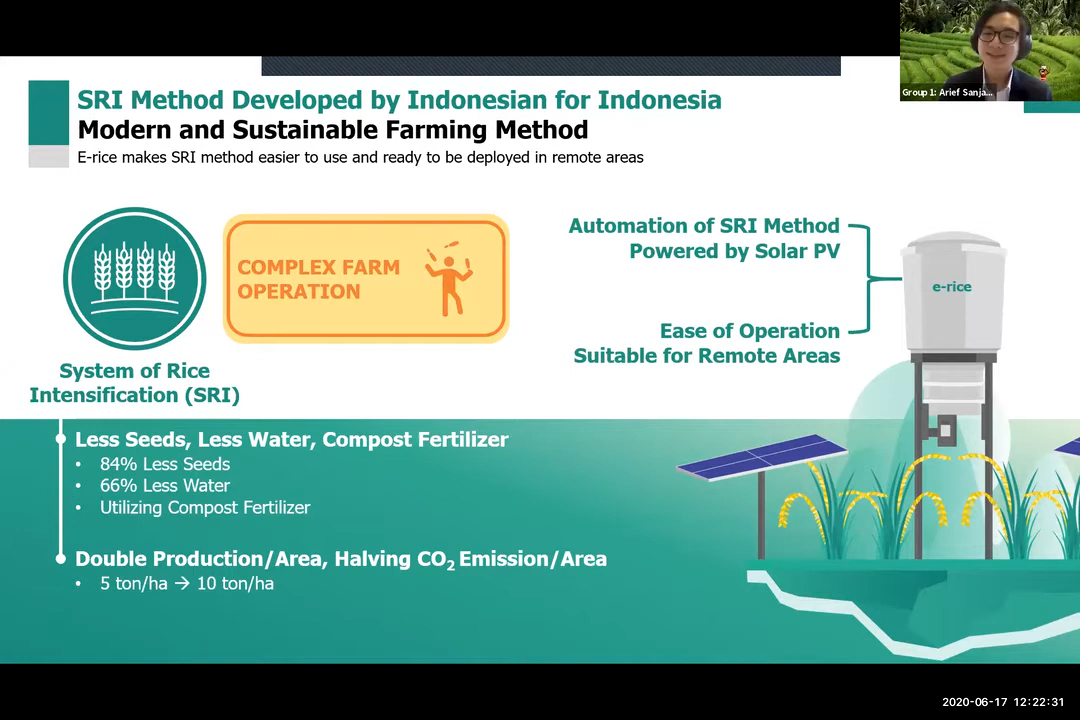 SRI Method Developed by Indonesian for Indonesia
Modern and Sustainable Farming Method
E-rice makes SRI method easier to use and ready to be deployed in remote areas
Group 1: Arief Sanja...
COMPLEX FARM
OPERATION
Automation of SRI Method
Powered by Solar PV
e-rice
Ease of Operation
Suitable for Remote Areas
System of Rice
Intensification (SRI)
Less Seeds, Less Water, Compost Fertilizer
• 84% Less Seeds
• 66% Less Water
• Utilizing Compost Fertilizer
Double Production/Area, Halving CO₂ Emission/Area
• 5 ton/ha → 10 ton/ha
2020-06-17 12:22:31